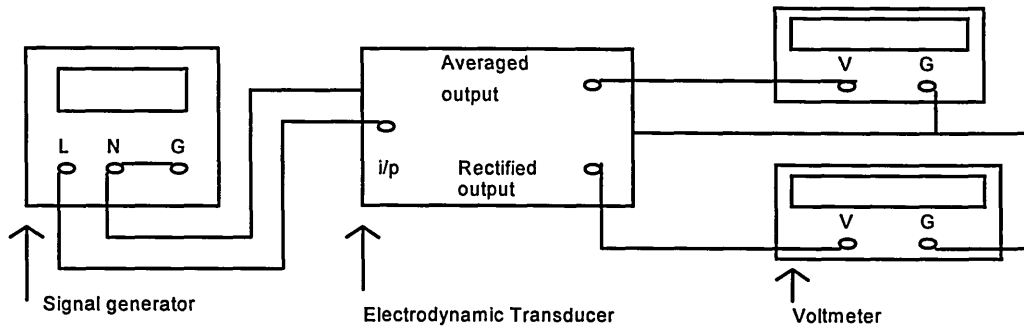 L N G
Signal generator
Averaged
output
i/p
Rectified
output
Electrodynamic Transducer
V G
V G
Voltmeter